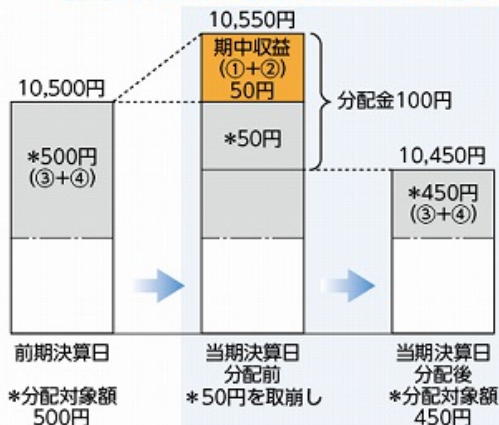 10,500円
*500円
(③+④)
前期決算日
*分配対象額
500円
10,550円
期中収益
(①+②)
50円
*50円
分配金100円
当期決算日
分配前
*50円を取崩し
10,450円
*450円
(③+④)
当期決算日
分配後
*分配対象額
450円